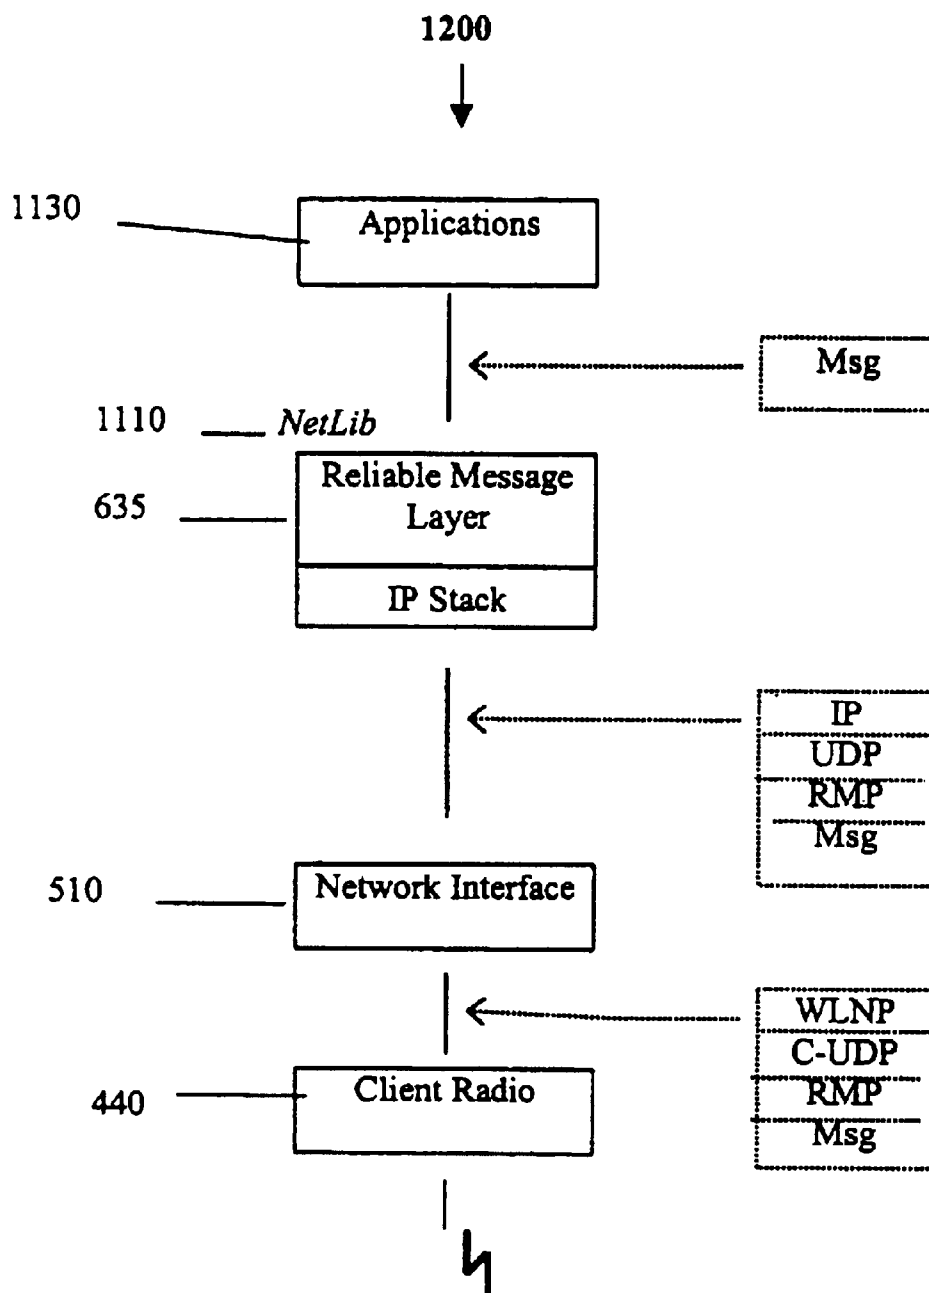 1200
1130
Applications
Msg
1110
NetLib
Reliable Message
Layer
635
IP Stack
IP
UDP
RMP
Msg
510
Network Interface
WLNP
C-UDP
RMP
Msg
440
Client Radio